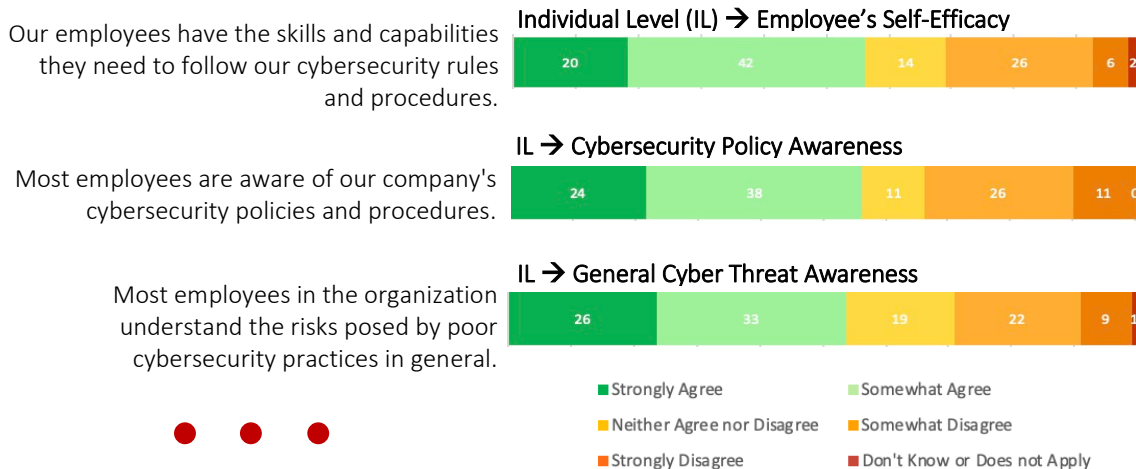 Individual Level (IL) → Employee's Self-Efficacy
Our employees have the skills and capabilities
they need to follow our cybersecurity rules
and procedures.
20 42 14 26 6 2
IL → Cybersecurity Policy Awareness
Most employees are aware of our company's
cybersecurity policies and procedures.
24 38 11 26 11 0
IL → General Cyber Threat Awareness
Most employees in the organization
understand the risks posed by poor
cybersecurity practices in general.
26 33 19 22 9 1
Strongly Agree Somewhat Agree
Neither Agree nor Disagree Somewhat Disagree
Strongly Disagree Don't Know or Does not Apply